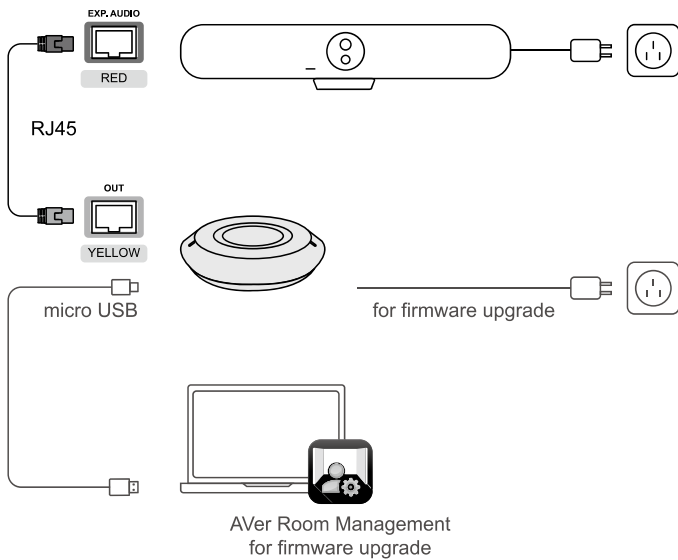 EXP. AUDIO
RED
RJ45
OUT
YELLOW
micro USB
for firmware upgrade
AVer Room Management
for firmware upgrade